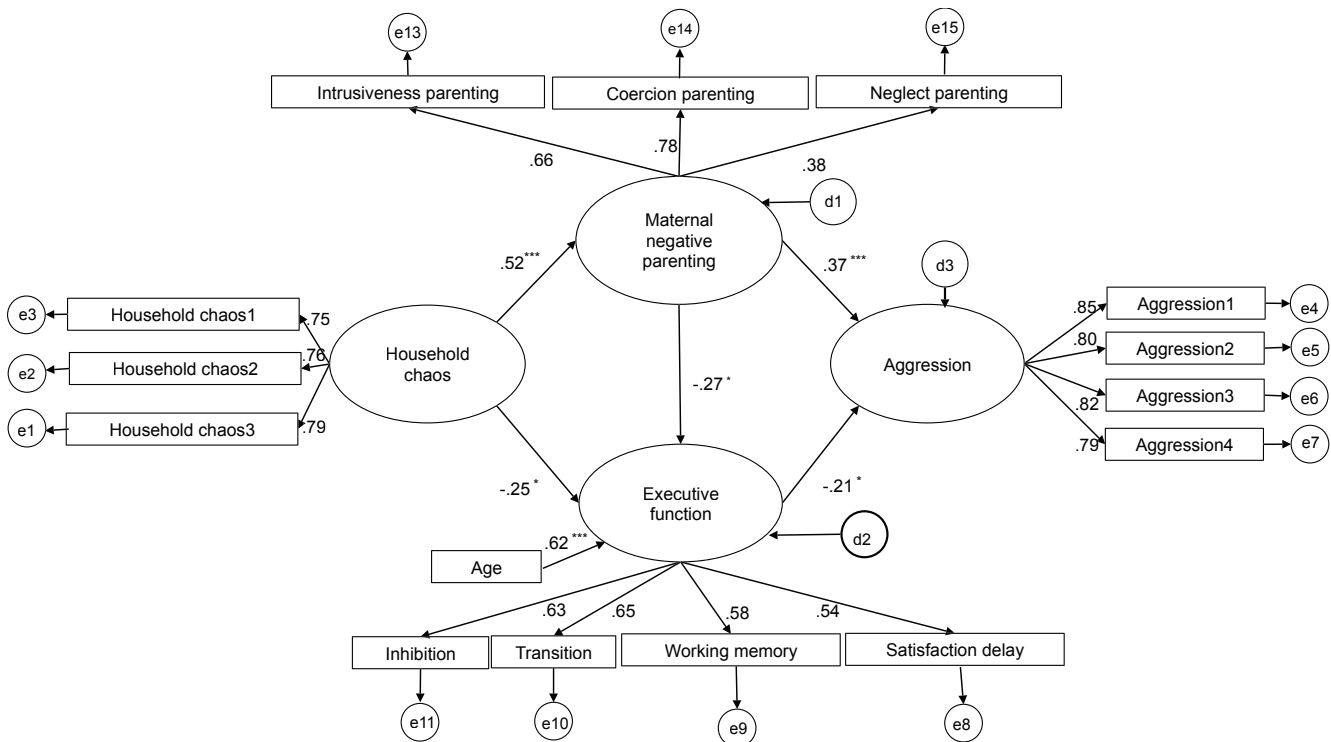 e13
e14
e15
Intrusiveness parenting
Coercion parenting
Neglect parenting
.66
.78
.38
Maternal
negative
parenting
d1
.52***
.37***
d3
e3
Household chaos1
.75
e2
Household chaos2
.76
e1
Household chaos3
.79
Household
chaos
-.27*
Aggression
.85
Aggression1
e4
.80
Aggression2
e5
.82
Aggression3
e6
.79
Aggression4
e7
-.25*
-.21*
Executive
function
d2
.62***
Age
.63
.65
.58
.54
Inhibition
Transition
Working memory
Satisfaction delay
e11
e10
e9
e8